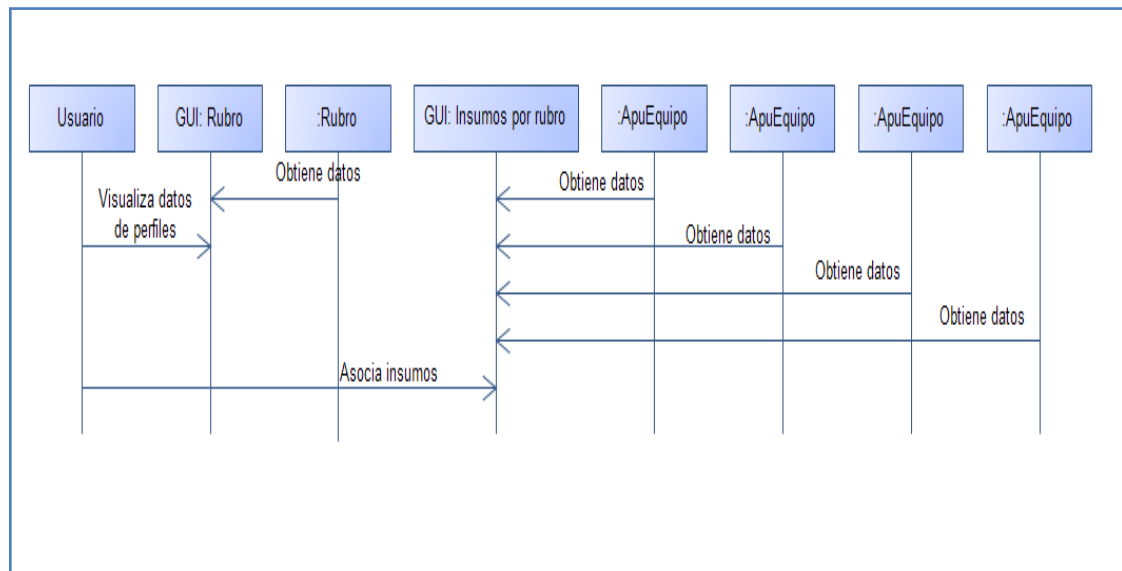 Usuario
GUI: Rubro
:Rubro
GUI: Insumos por rubro
:ApuEquipo
:ApuEquipo
:ApuEquipo
:ApuEquipo
Obtiene datos
Obtiene datos
Visualiza datos
de perfiles
Obtiene datos
Obtiene datos
Obtiene datos
Asocia insumos